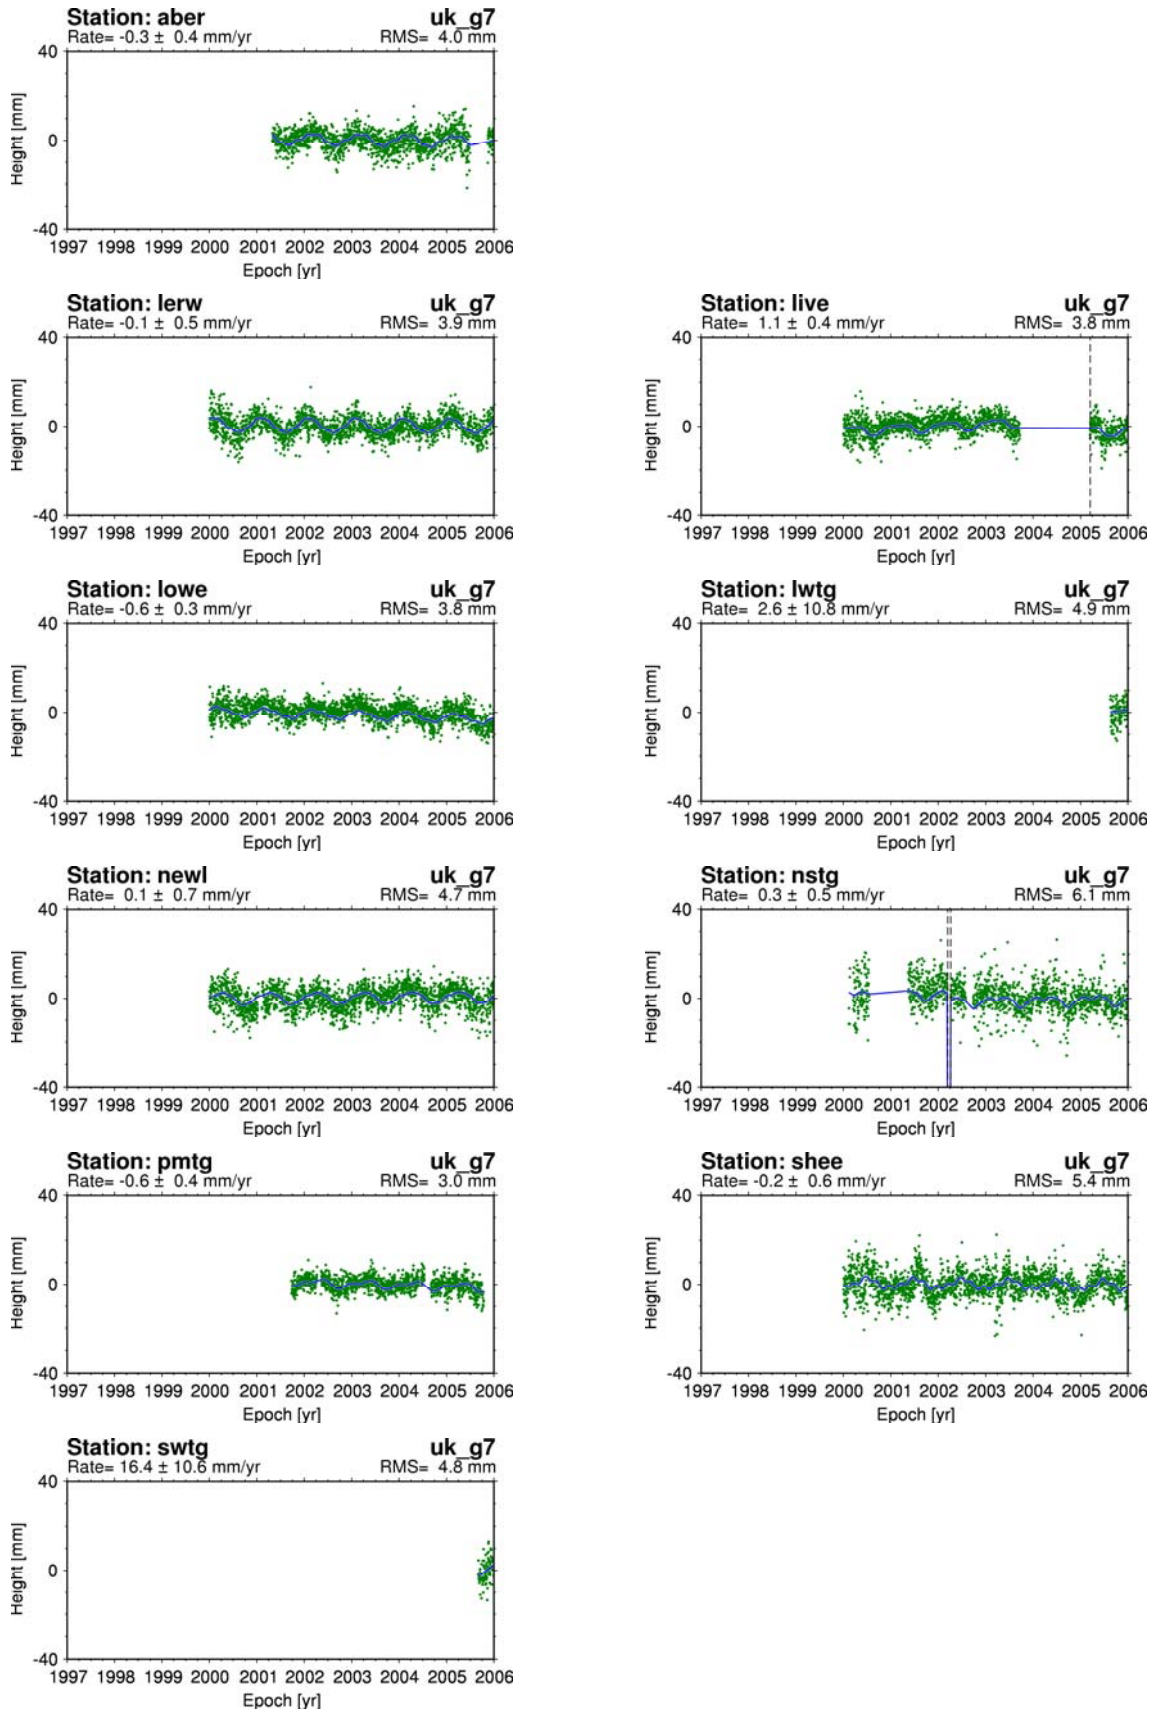 Station: aber uk_g7
Rate= -0.3 ± 0.4 mm/yr RMS= 4.0 mm
40
0
-40
Height [mm]
1997 1998 1999 2000 2001 2002 2003 2004 2005 2006
Epoch [yr]
Station: lerw uk_g7
Rate= -0.1 ± 0.5 mm/yr RMS= 3.9 mm
40
0
-40
Height [mm]
1997 1998 1999 2000 2001 2002 2003 2004 2005 2006
Epoch [yr]
Station: live uk_g7
Rate= 1.1 ± 0.4 mm/yr RMS= 3.8 mm
40
0
-40
Height [mm]
1997 1998 1999 2000 2001 2002 2003 2004 2005 2006
Epoch [yr]
Station: lowe uk_g7
Rate= -0.6 ± 0.3 mm/yr RMS= 3.8 mm
40
0
-40
Height [mm]
1997 1998 1999 2000 2001 2002 2003 2004 2005 2006
Epoch [yr]
Station: lwtg uk_g7
Rate= 2.6 ± 10.8 mm/yr RMS= 4.9 mm
40
0
-40
Height [mm]
1997 1998 1999 2000 2001 2002 2003 2004 2005 2006
Epoch [yr]
Station: newl uk_g7
Rate= 0.1 ± 0.7 mm/yr RMS= 4.7 mm
40
0
-40
Height [mm]
1997 1998 1999 2000 2001 2002 2003 2004 2005 2006
Epoch [yr]
Station: nstg uk_g7
Rate= 0.3 ± 0.5 mm/yr RMS= 6.1 mm
40
0
-40
Height [mm]
1997 1998 1999 2000 2001 2002 2003 2004 2005 2006
Epoch [yr]
Station: pmtg uk_g7
Rate= -0.6 ± 0.4 mm/yr RMS= 3.0 mm
40
0
-40
Height [mm]
1997 1998 1999 2000 2001 2002 2003 2004 2005 2006
Epoch [yr]
Station: shee uk_g7
Rate= -0.2 ± 0.6 mm/yr RMS= 5.4 mm
40
0
-40
Height [mm]
1997 1998 1999 2000 2001 2002 2003 2004 2005 2006
Epoch [yr]
Station: swtg uk_g7
Rate= 16.4 ± 10.6 mm/yr RMS= 4.8 mm
40
0
-40
Height [mm]
1997 1998 1999 2000 2001 2002 2003 2004 2005 2006
Epoch [yr]